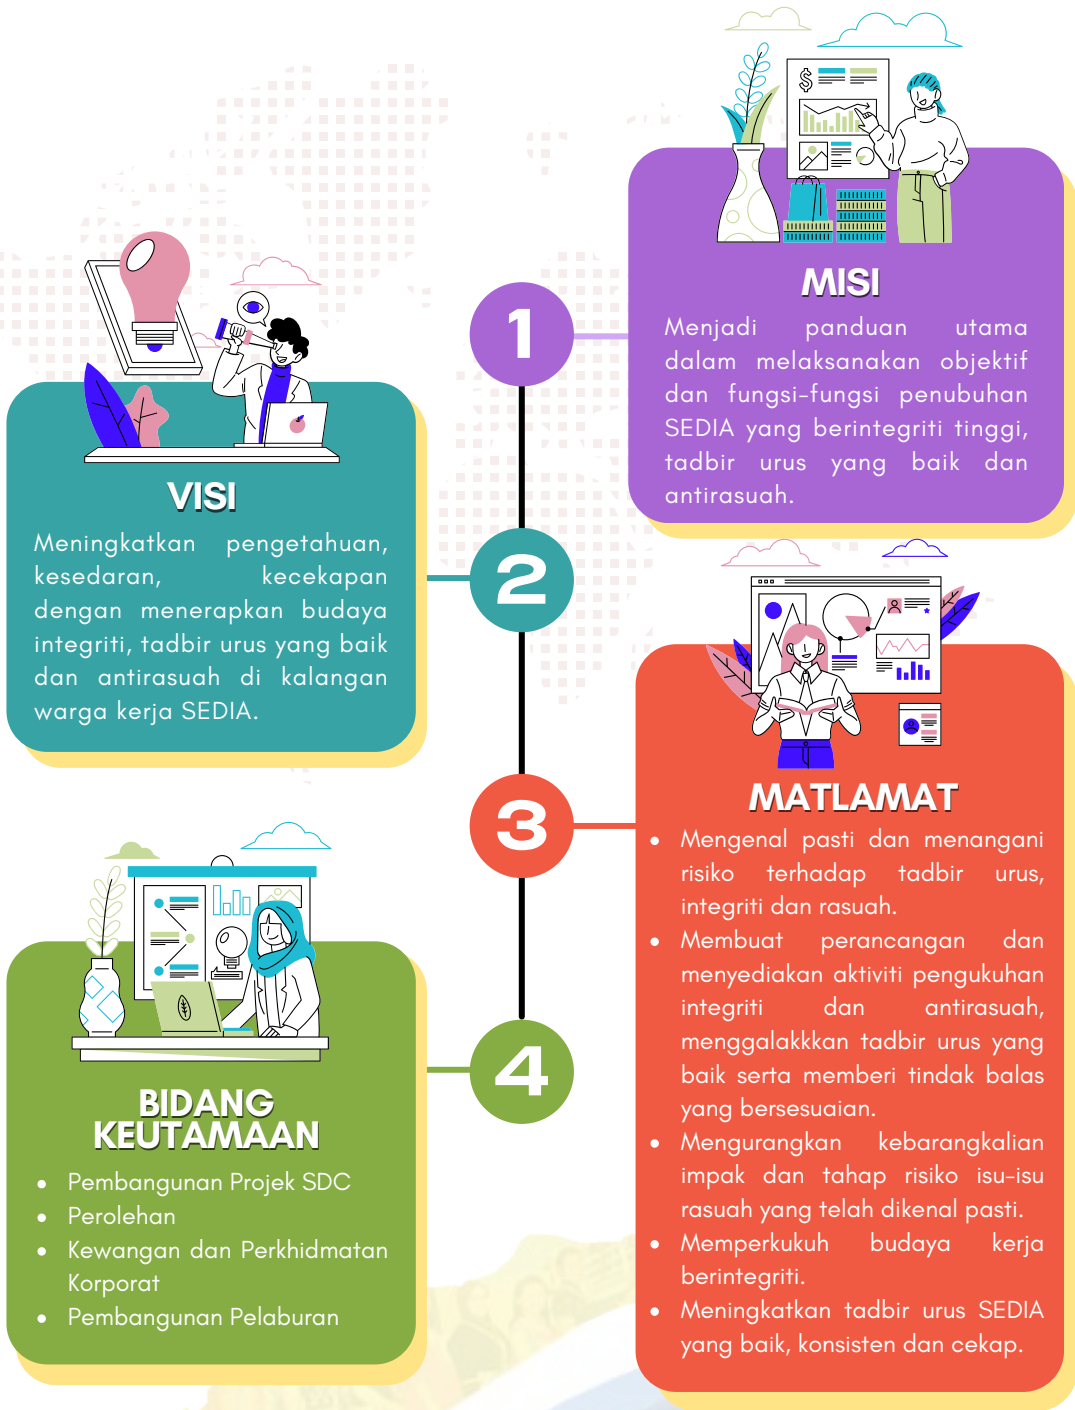 1
MISI
Menjadi panduan utama
dalam melaksanakan objektif
dan fungsi-fungsi penubuhan
SEDIA yang berintegriti tinggi,
tadbir urus yang baik dan
antirasuah.
2
VISI
Meningkatkan pengetahuan,
kesedaran, kecekapan
dengan menerapkan budaya
integriti, tadbir urus yang baik
dan antirasuah di kalangan
warga kerja SEDIA.
3
MATLAMAT
• Mengenal pasti dan menangani
risiko terhadap tadbir urus,
integriti dan rasuah.
• Membuat perancangan dan
menyediakan aktiviti pengukuhan
integriti dan antirasuah,
menggalakkkan tadbir urus yang
baik serta memberi tindak balas
yang bersesuaian.
• Mengurangkan kebarangkalian
impak dan tahap risiko isu-isu
rasuah yang telah dikenal pasti.
• Memperkukuh budaya kerja
berintegriti.
• Meningkatkan tadbir urus SEDIA
yang baik, konsisten dan cekap.
4
BIDANG
KEUTAMAAN
• Pembangunan Projek SDC
• Perolehan
• Kewangan dan Perkhidmatan
Korporat
• Pembangunan Pelaburan